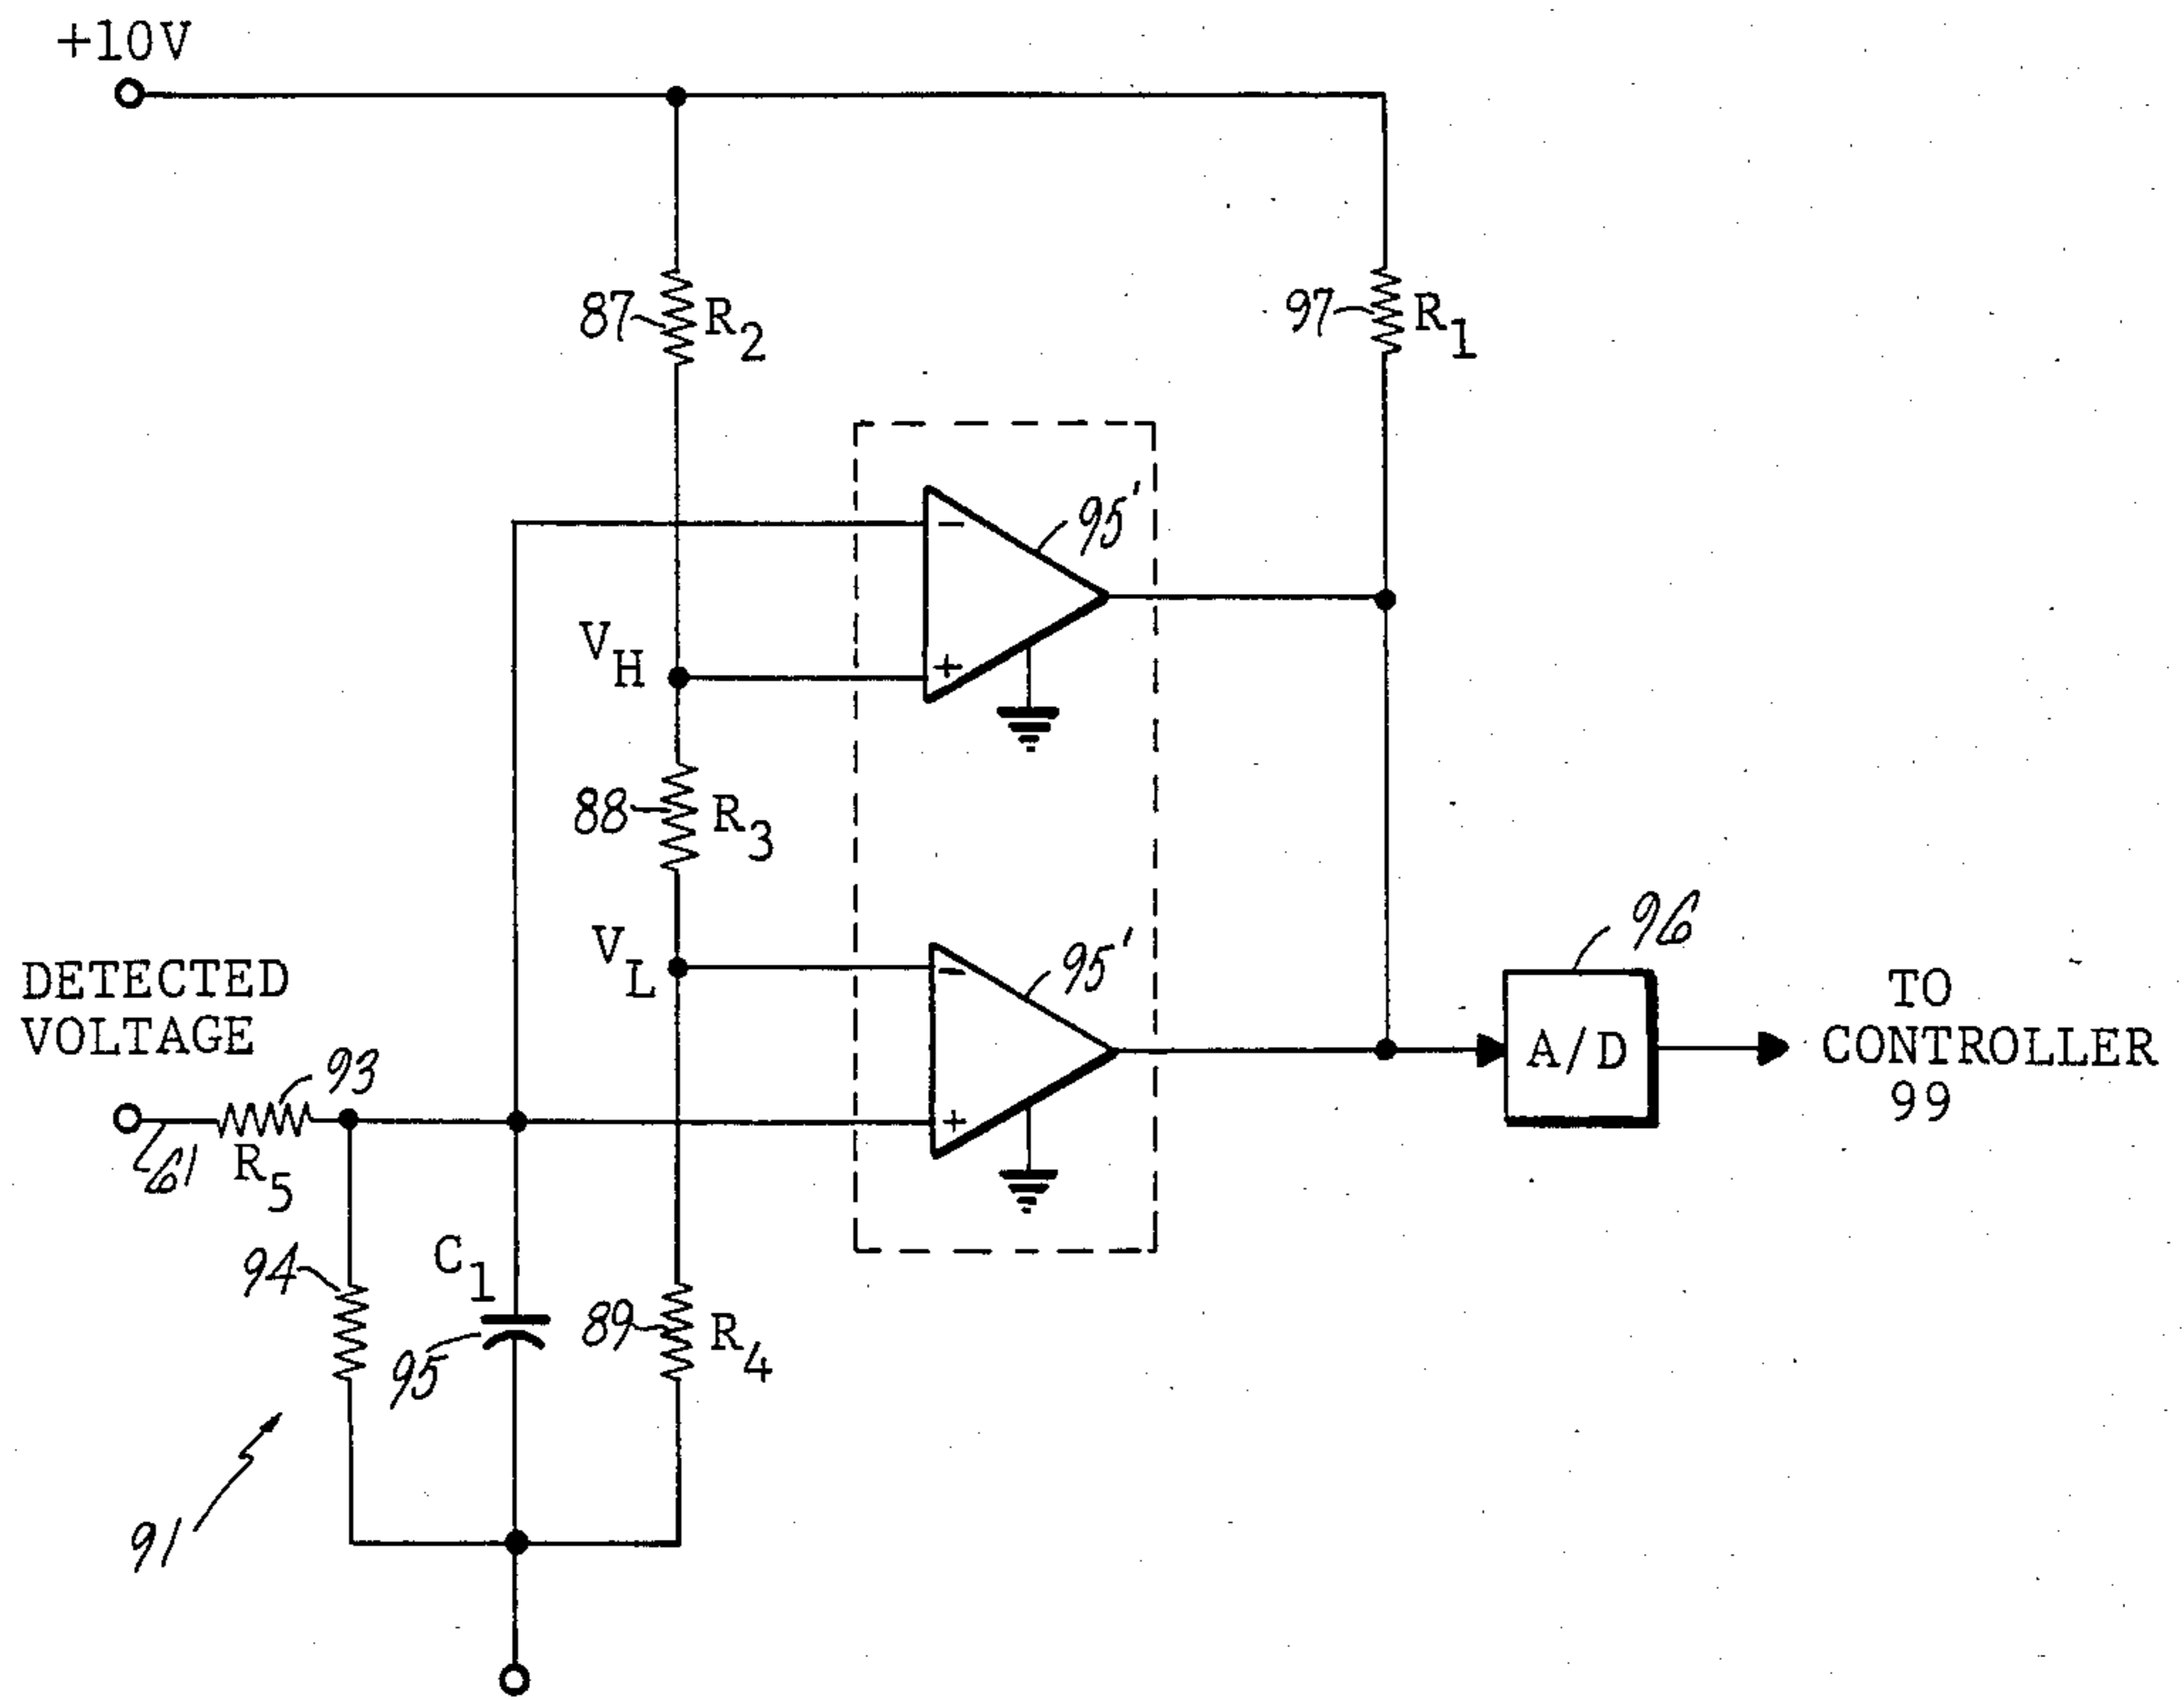 +10V
87
R2
97
R1
95'
−
VH
+
88
R3
VL
−
95'
96
DETECTED
VOLTAGE
A/D
TO
CONTROLLER
99
93
61
R5
+
94
C1
95
89
R4
91